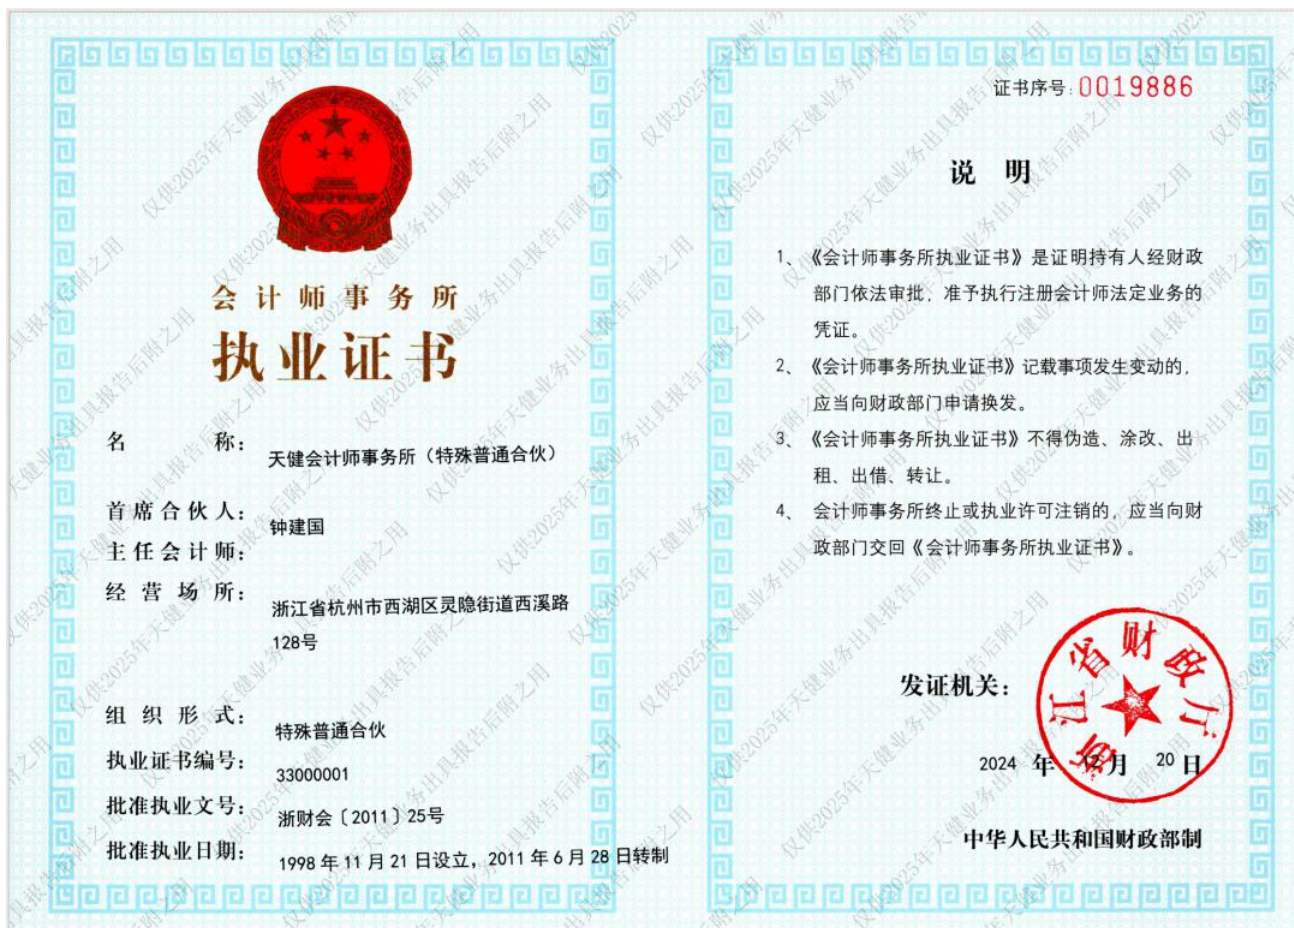 会计师事务所
执业证书
名称：
天健会计师事务所（特殊普通合伙）
首席合伙人：
钟建国
主任会计师：
经营场所：
浙江省杭州市西湖区灵隐街道西溪路
128号
组织形式：
特殊普通合伙
执业证书编号：
33000001
批准执业文号：
浙财会〔2011〕25号
批准执业日期：
1998 年 11 月 21 日设立，2011 年 6 月 28 日转制
证书序号：0019886
说明
1、《会计师事务所执业证书》是证明持有人经财政
部门依法审批，准予执行注册会计师法定业务的
凭证。
2、《会计师事务所执业证书》记载事项发生变动的，
应当向财政部门申请换发。
3、《会计师事务所执业证书》不得伪造、涂改、出
租、出借、转让。
4、会计师事务所终止或执业许可注销的，应当向财
政部门交回《会计师事务所执业证书》。
发证机关：
浙江省财政厅
2024 年 12 月 20 日
中华人民共和国财政部制
仅供2025年天健业务出具报告后附之用